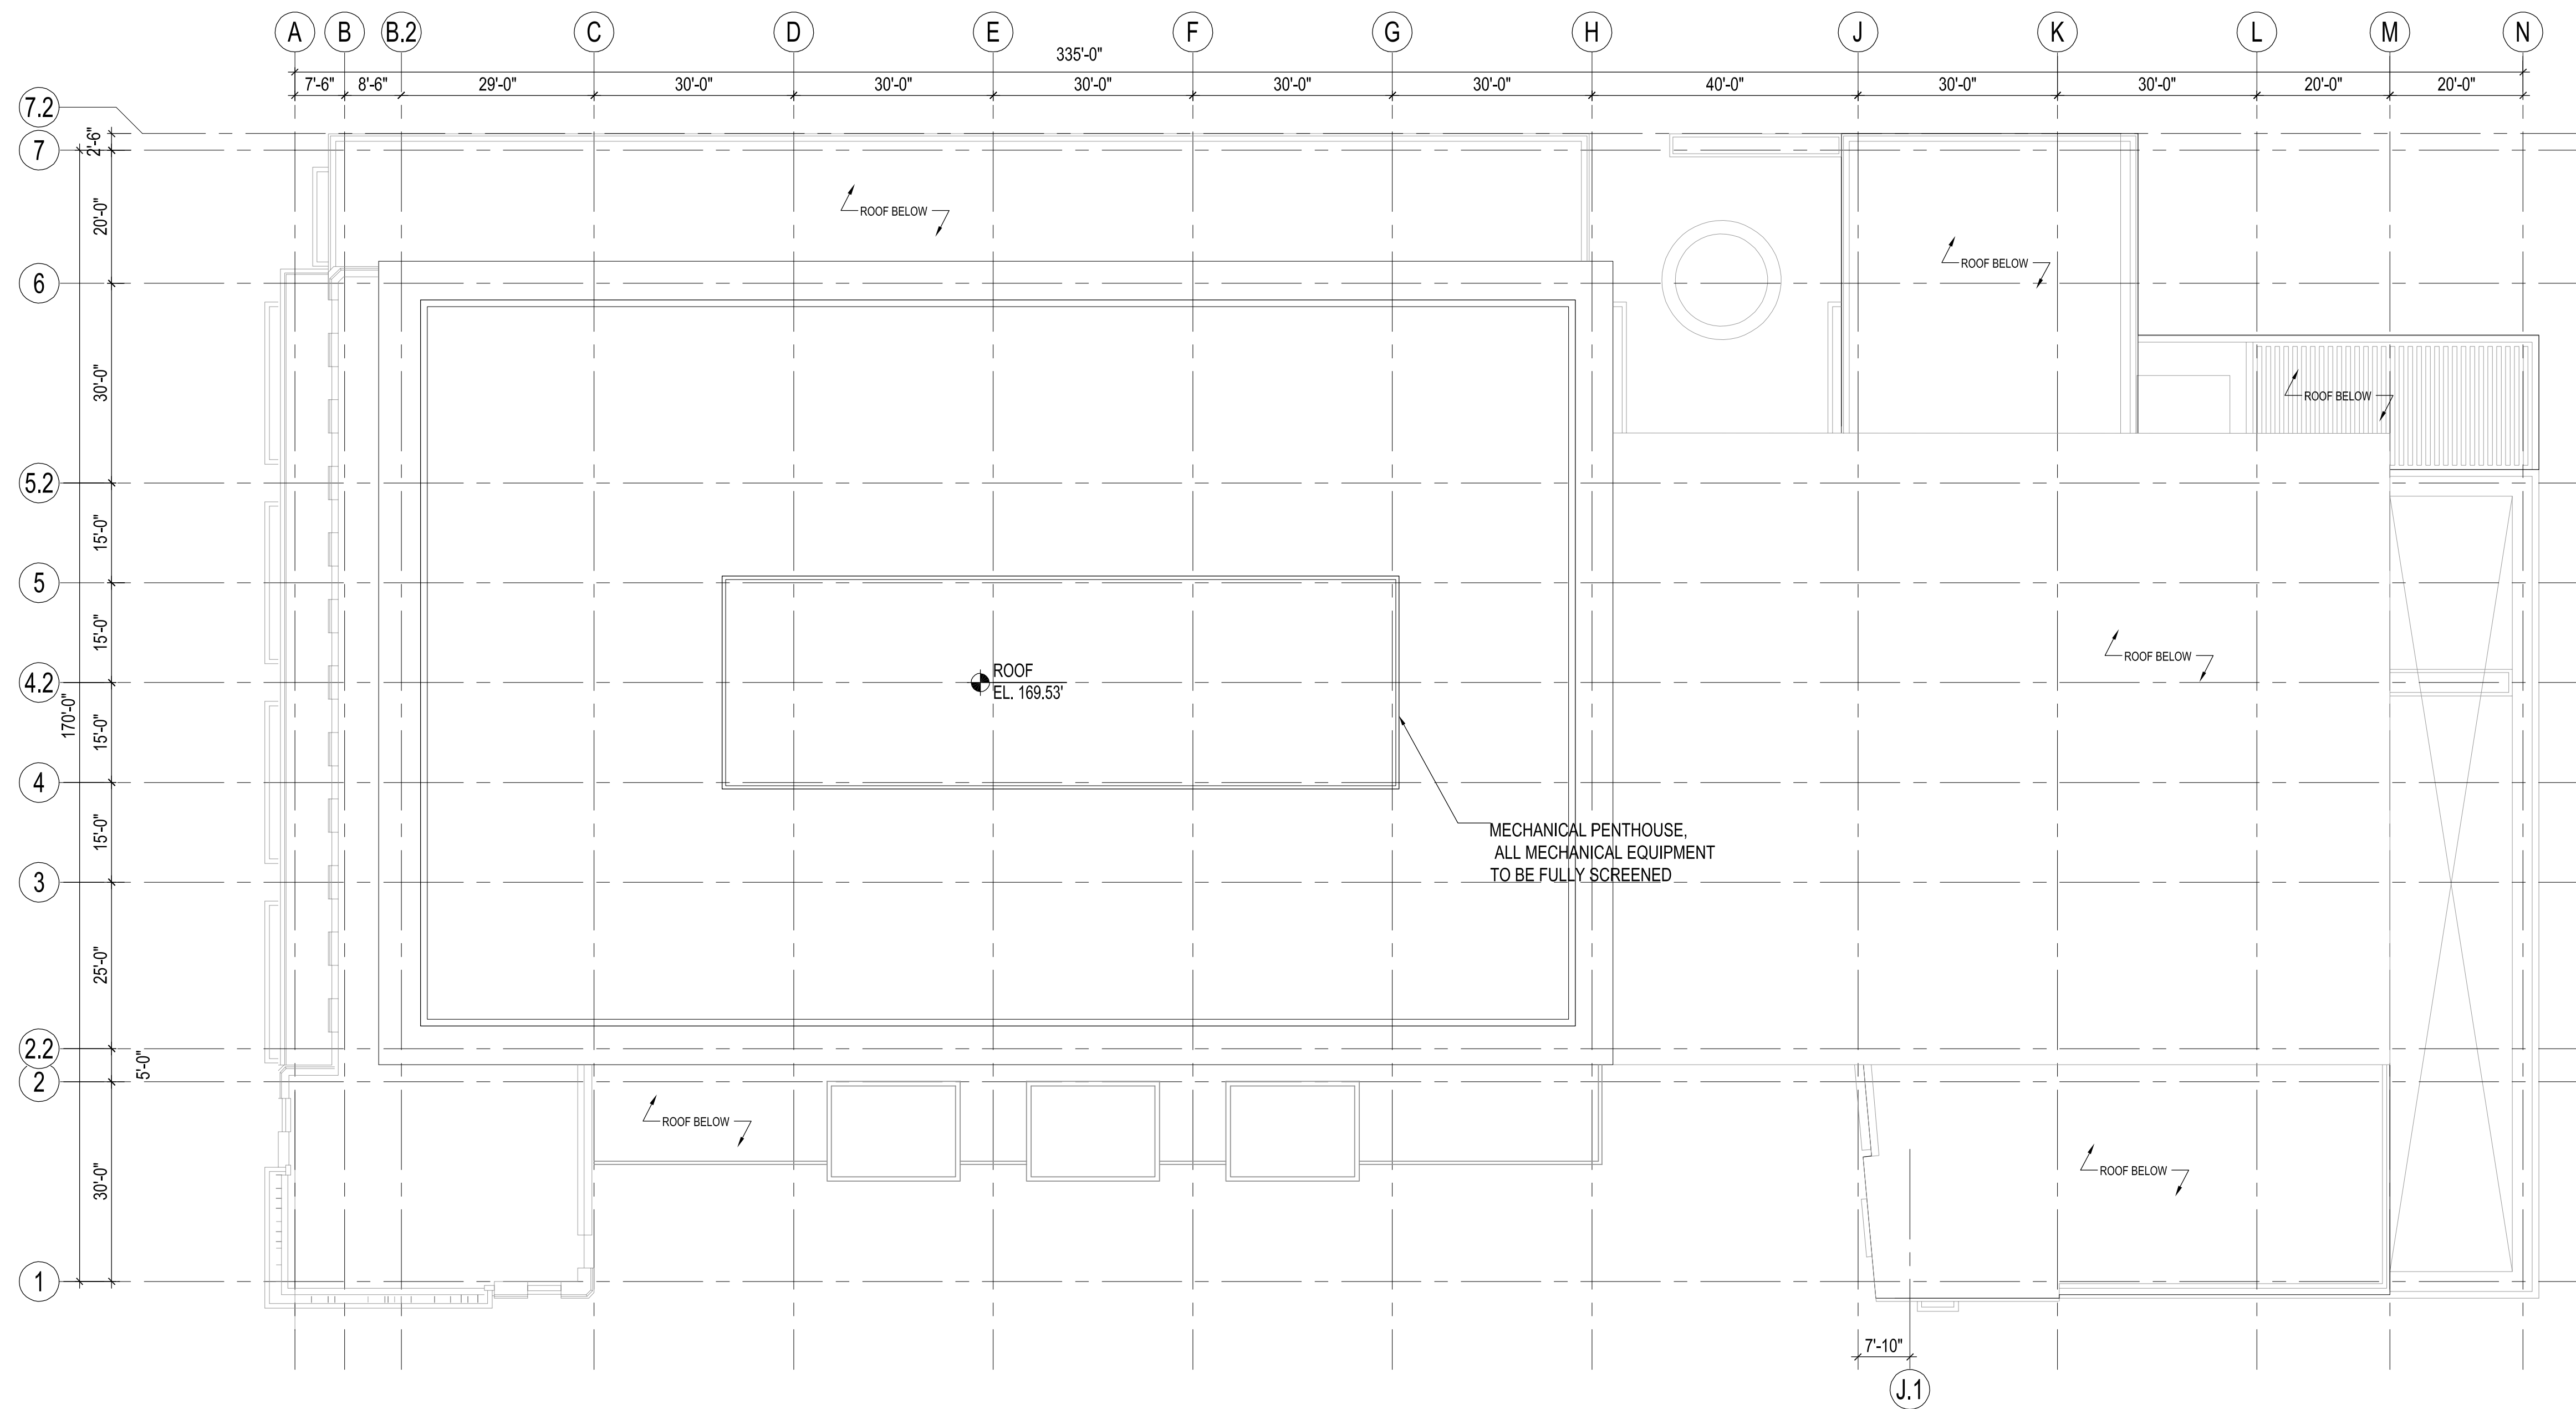 A B B.2 C D E F G H J K L M N
335'-0"
7'-6" 8'-6" 29'-0" 30'-0" 30'-0" 30'-0" 30'-0" 30'-0" 40'-0" 30'-0" 30'-0" 20'-0" 20'-0"
7.2
2'-6"
7
20'-0"
ROOF BELOW
ROOF BELOW
6
30'-0"
ROOF BELOW
5.2
15'-0"
5
15'-0"
ROOF BELOW
ROOF
EL. 169.53'
4.2
170'-0"
15'-0"
4
MECHANICAL PENTHOUSE,
ALL MECHANICAL EQUIPMENT
TO BE FULLY SCREENED
15'-0"
3
25'-0"
2.2
5'-0"
2
ROOF BELOW
ROOF BELOW
30'-0"
1
7'-10"
J.1